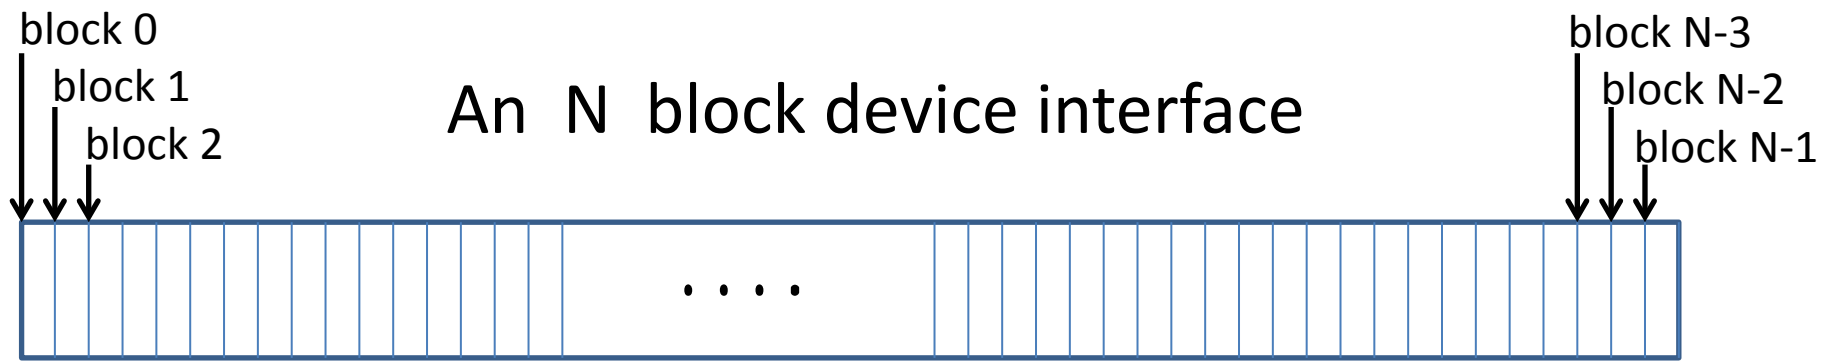 block 0
block 1
block 2
An N block device interface
block N-3
block N-2
block N-1
. . . .